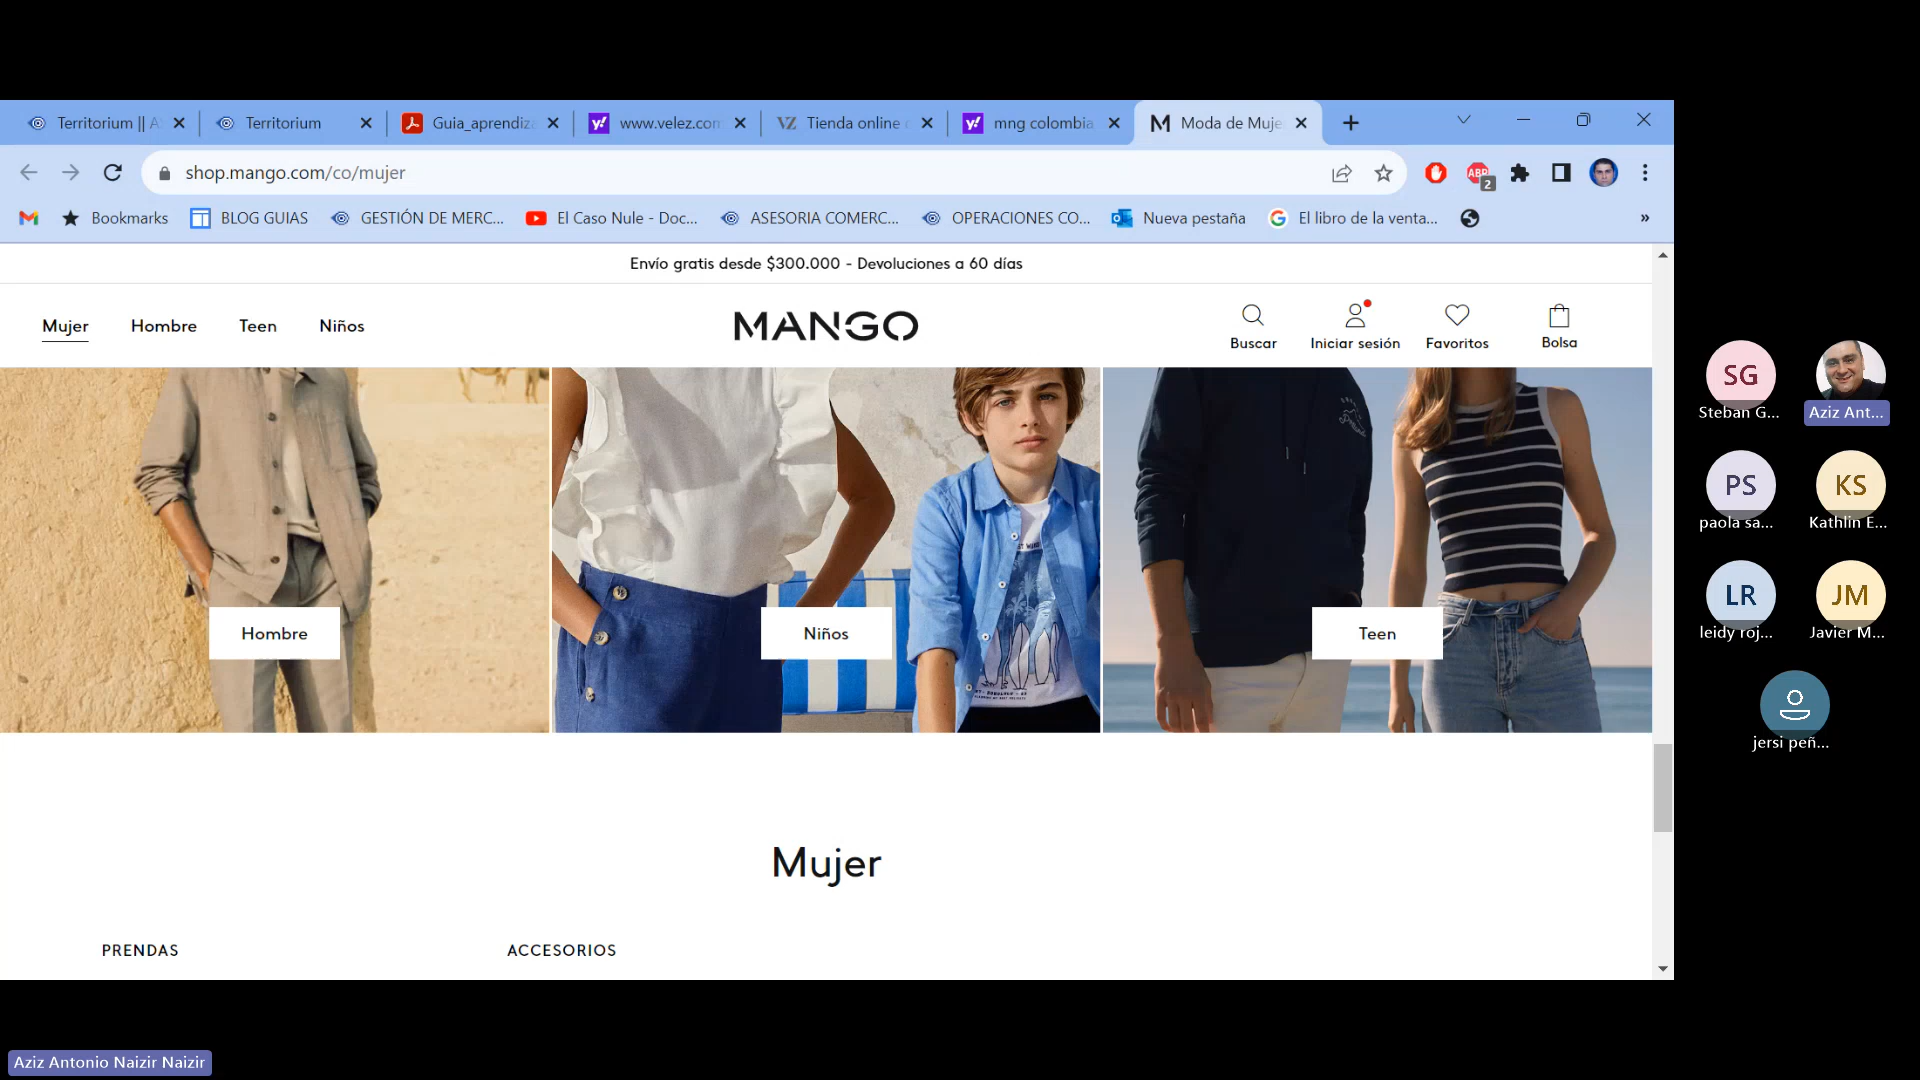 Territorium || A
Territorium
Guia_aprendiza
www.velez.com
Tienda online
mng colombia
Moda de Muje
shop.mango.com/co/mujer
ABP
2
Bookmarks
BLOG GUIAS
GESTIÓN DE MERC...
El Caso Nule - Doc...
ASESORIA COMERC...
OPERACIONES CO...
Nueva pestaña
El libro de la venta...
»
Envío gratis desde $300.000 - Devoluciones a 60 días
Mujer
Hombre
Teen
Niños
MANGO
Buscar
Iniciar sesión
Favoritos
Bolsa
Hombre
Niños
Teen
Mujer
PRENDAS
ACCESORIOS
SG
Steban G...
Aziz Ant...
PS
paola sa...
KS
Kathlin E...
LR
leidy roj...
JM
Javier M...
jersi peñ...
Aziz Antonio Naizir Naizir